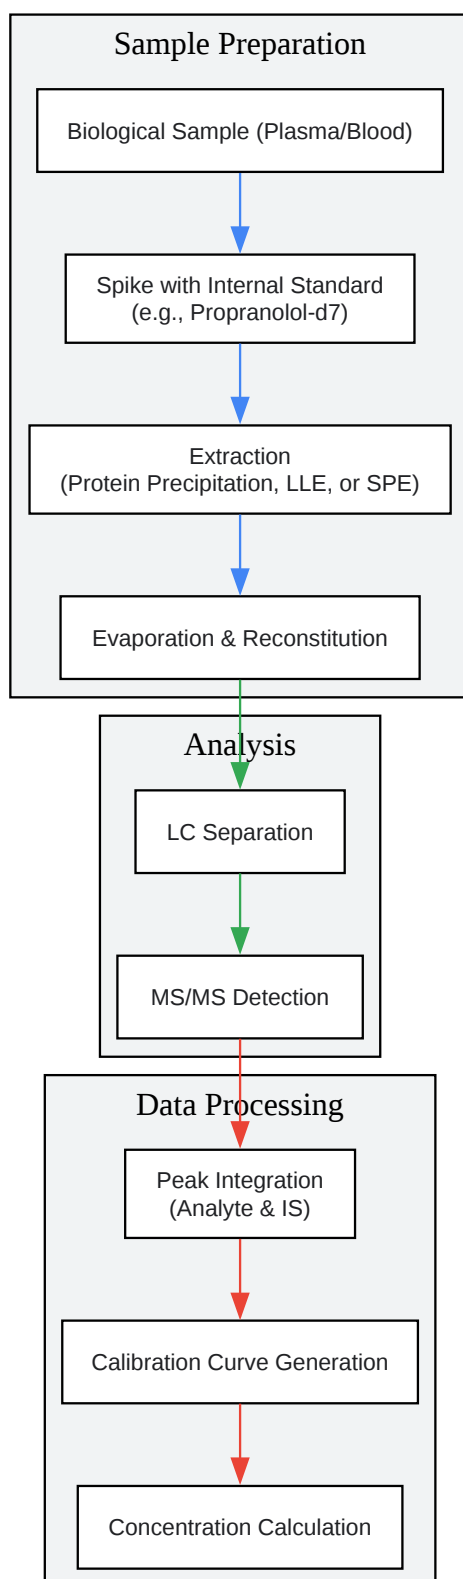 Sample Preparation
Biological Sample (Plasma/Blood)
Spike with Internal Standard
(e.g., Propranolol-d7)
Extraction
(Protein Precipitation, LLE, or SPE)
Evaporation & Reconstitution
Analysis
LC Separation
MS/MS Detection
Data Processing
Peak Integration
(Analyte & IS)
Calibration Curve Generation
Concentration Calculation